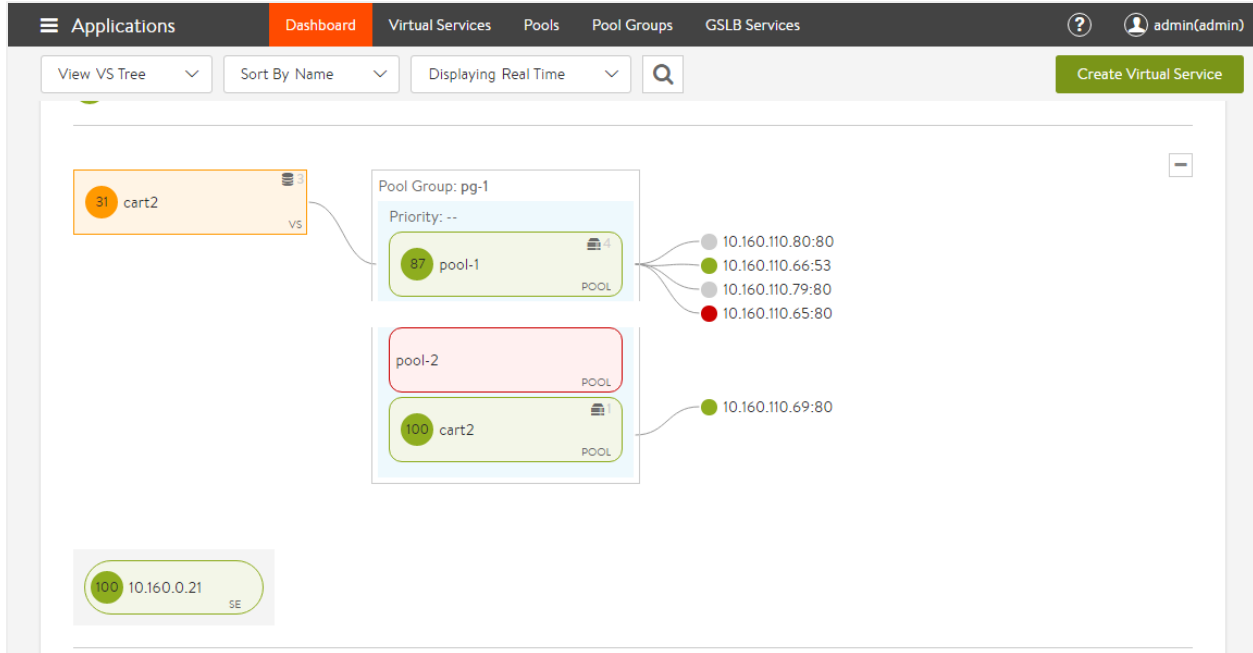 Applications Dashboard Virtual Services Pools Pool Groups GSLB Services ? admin(admin)
View VS Tree Sort By Name Displaying Real Time Create Virtual Service
3
31 cart2
VS
Pool Group: pg-1
Priority: --
4
87 pool-1
POOL
10.160.110.80:80
10.160.110.66:53
10.160.110.79:80
10.160.110.65:80
pool-2
POOL
1
100 cart2
POOL
10.160.110.69:80
100 10.160.0.21
SE